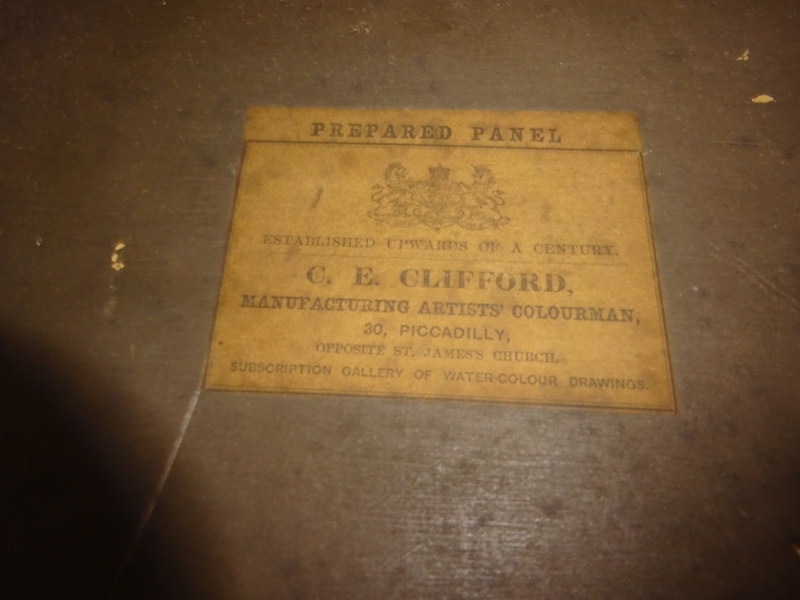 PREPARED PANEL
ESTABLISHED UPWARDS OF A CENTURY.
C. E. CLIFFORD,
MANUFACTURING ARTISTS' COLOURMAN,
30, PICCADILLY,
OPPOSITE ST. JAMES'S CHURCH.
SUBSCRIPTION GALLERY OF WATER-COLOUR DRAWINGS.